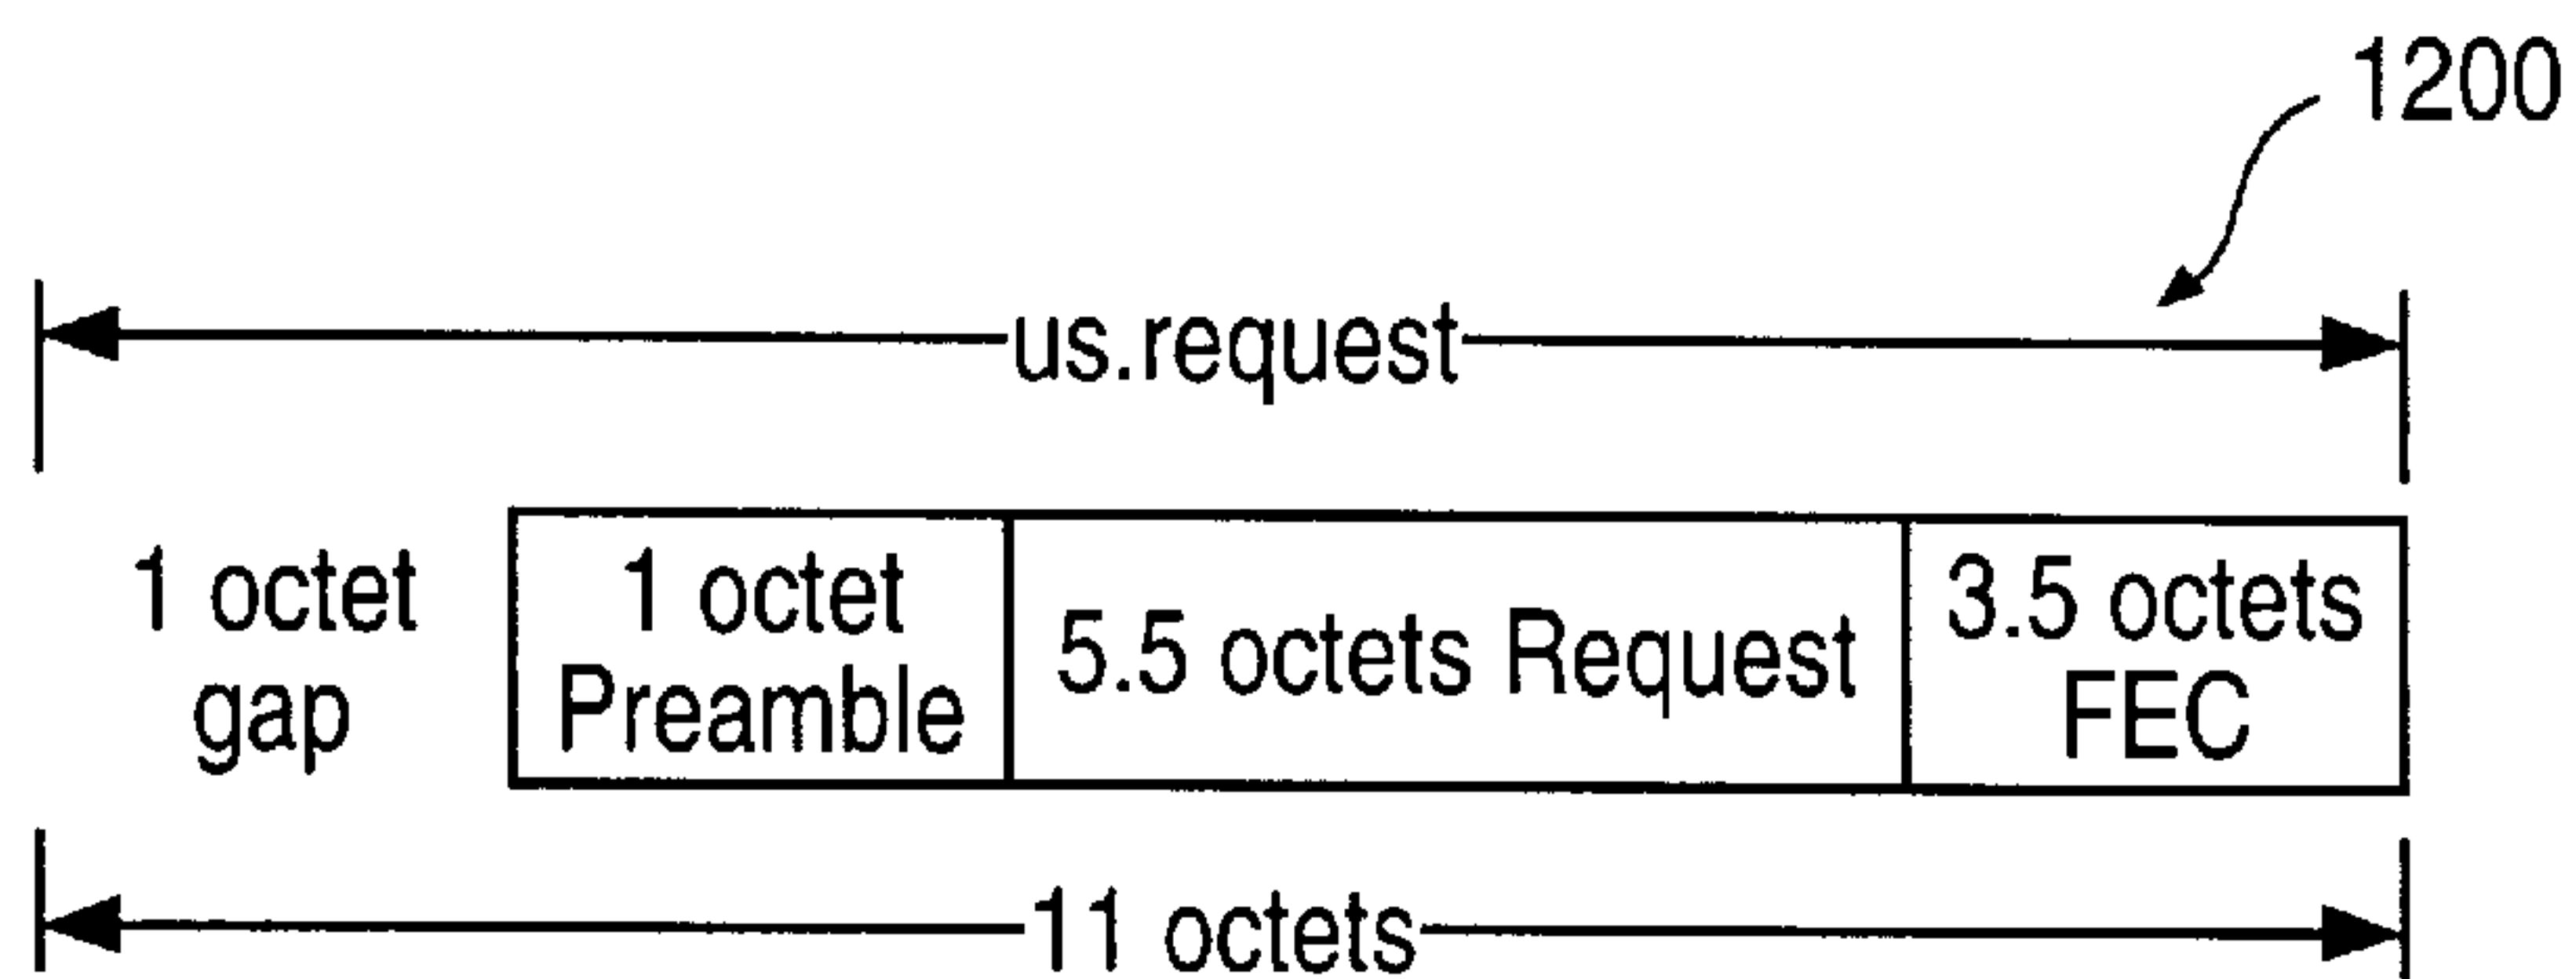 1200
us.request
1 octet
gap
1 octet
Preamble
5.5 octets Request
3.5 octets
FEC
11 octets